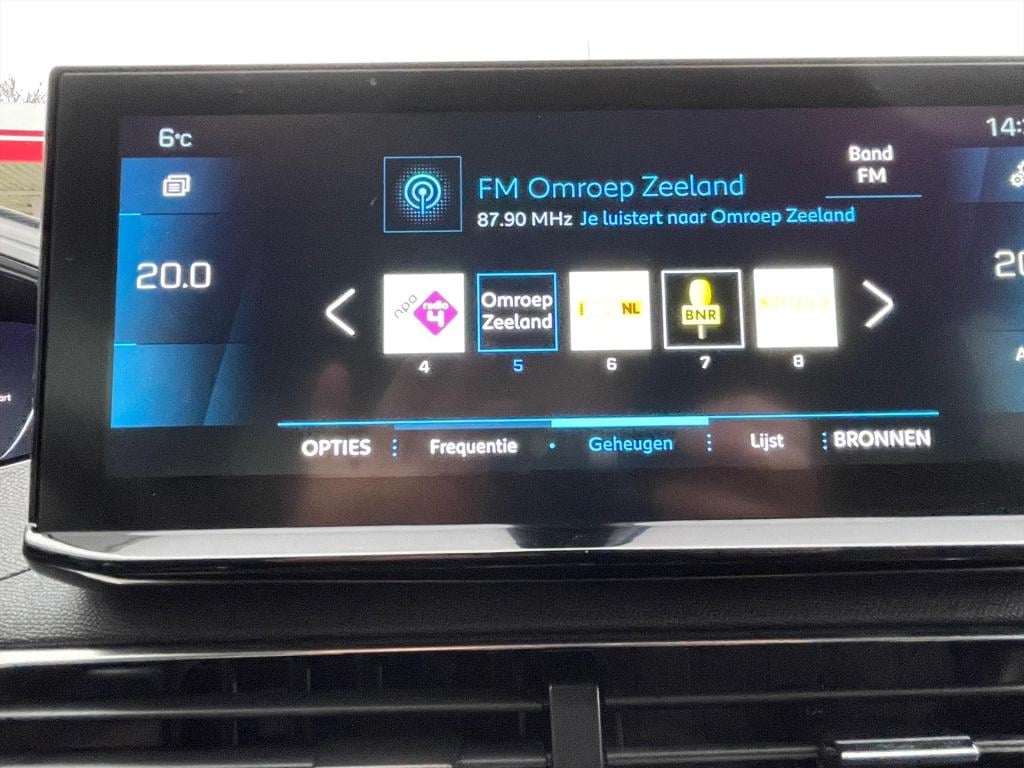 6°C
14:
Band
FM
FM Omroep Zeeland
87.90 MHz Je luistert naar Omroep Zeeland
20.0
20
npo radio 4
Omroep
Zeeland
NL
BNR
4
5
6
7
8
OPTIES
Frequentie
Geheugen
Lijst
BRONNEN